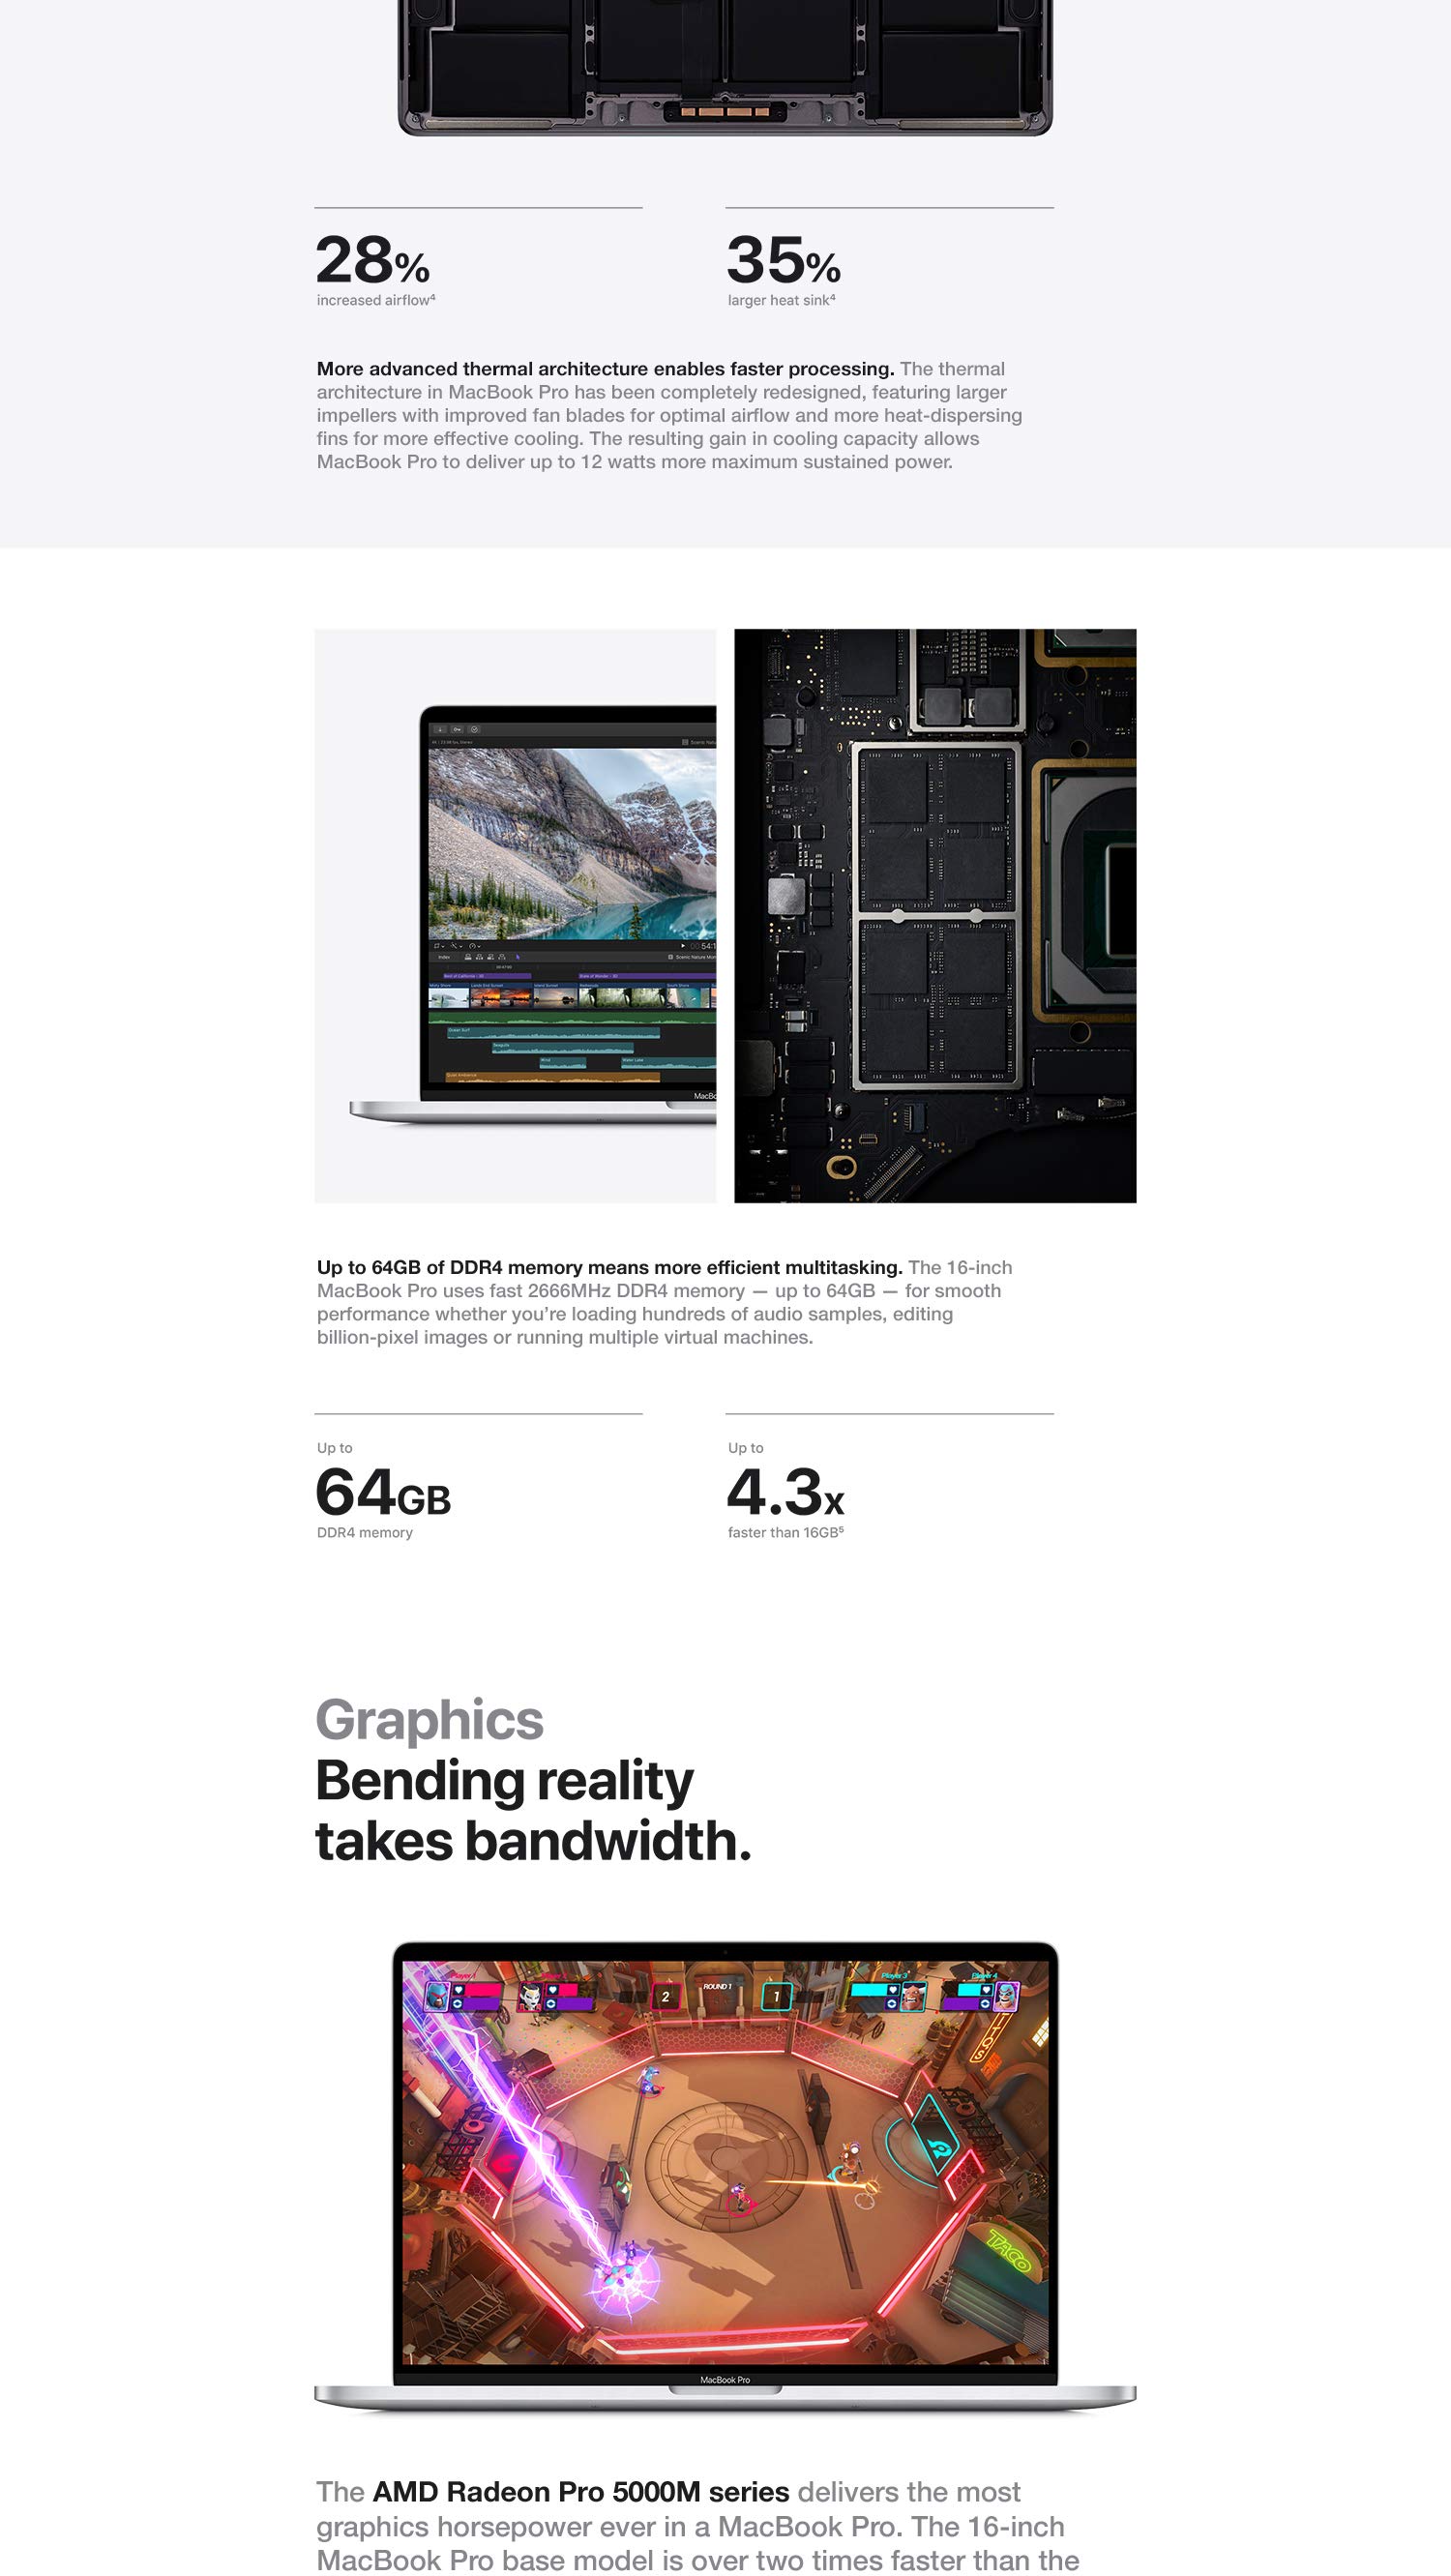 28%
increased airflow⁴
35%
larger heat sink⁴
More advanced thermal architecture enables faster processing. The thermal
architecture in MacBook Pro has been completely redesigned, featuring larger
impellers with improved fan blades for optimal airflow and more heat-dispersing
fins for more effective cooling. The resulting gain in cooling capacity allows
MacBook Pro to deliver up to 12 watts more maximum sustained power.
Index
Up to 64GB of DDR4 memory means more efficient multitasking. The 16-inch
MacBook Pro uses fast 2666MHz DDR4 memory — up to 64GB — for smooth
performance whether you’re loading hundreds of audio samples, editing
billion-pixel images or running multiple virtual machines.
Up to
64GB
DDR4 memory
Up to
4.3x
faster than 16GB⁵
Graphics
Bending reality
takes bandwidth.
2
ROUND 1
1
Player 3
Player 4
TACO
MacBook Pro
The AMD Radeon Pro 5000M series delivers the most
graphics horsepower ever in a MacBook Pro. The 16-inch
MacBook Pro base model is over two times faster than the